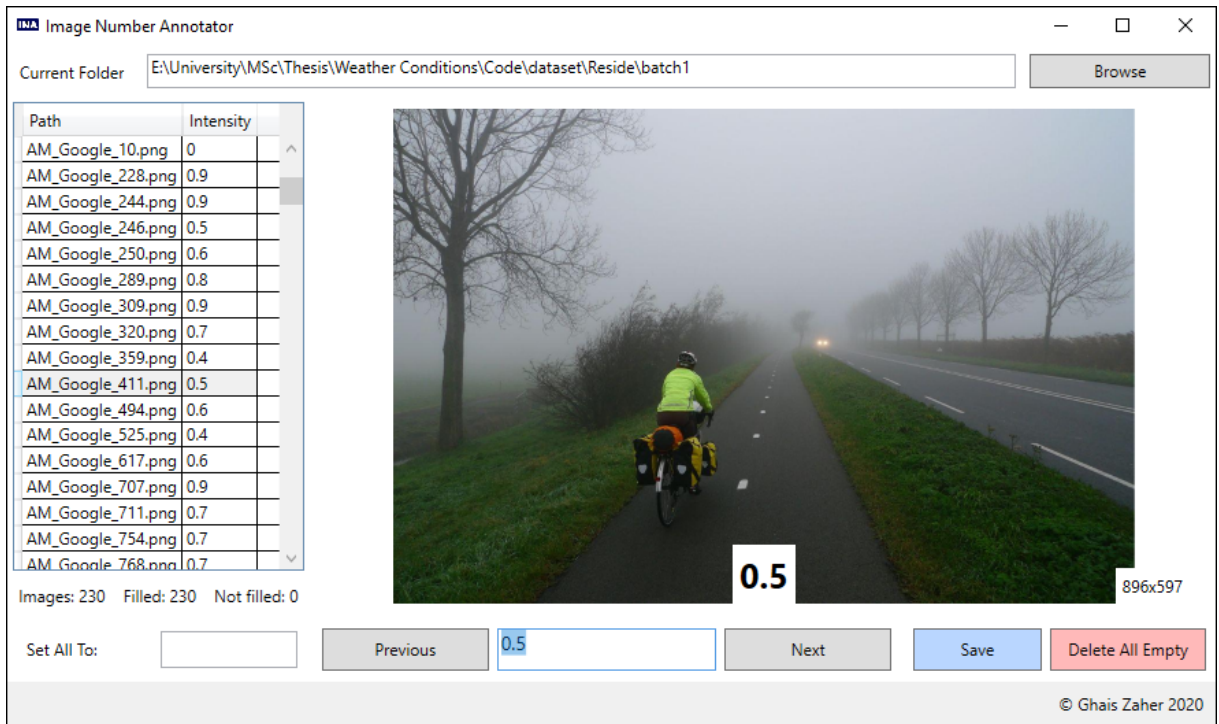 INA Image Number Annotator
Current Folder E:\University\MSc\Thesis\Weather Conditions\Code\dataset\Reside\batch1 Browse
Path Intensity
AM_Google_10.png 0
AM_Google_228.png 0.9
AM_Google_244.png 0.9
AM_Google_246.png 0.5
AM_Google_250.png 0.6
AM_Google_289.png 0.8
AM_Google_309.png 0.9
AM_Google_320.png 0.7
AM_Google_359.png 0.4
AM_Google_411.png 0.5
AM_Google_494.png 0.6
AM_Google_525.png 0.4
AM_Google_617.png 0.6
AM_Google_707.png 0.9
AM_Google_711.png 0.7
AM_Google_754.png 0.7
AM_Google_768.png 0.7
0.5
896x597
Images: 230 Filled: 230 Not filled: 0
Set All To: Previous 0.5 Next Save Delete All Empty
© Ghais Zaher 2020